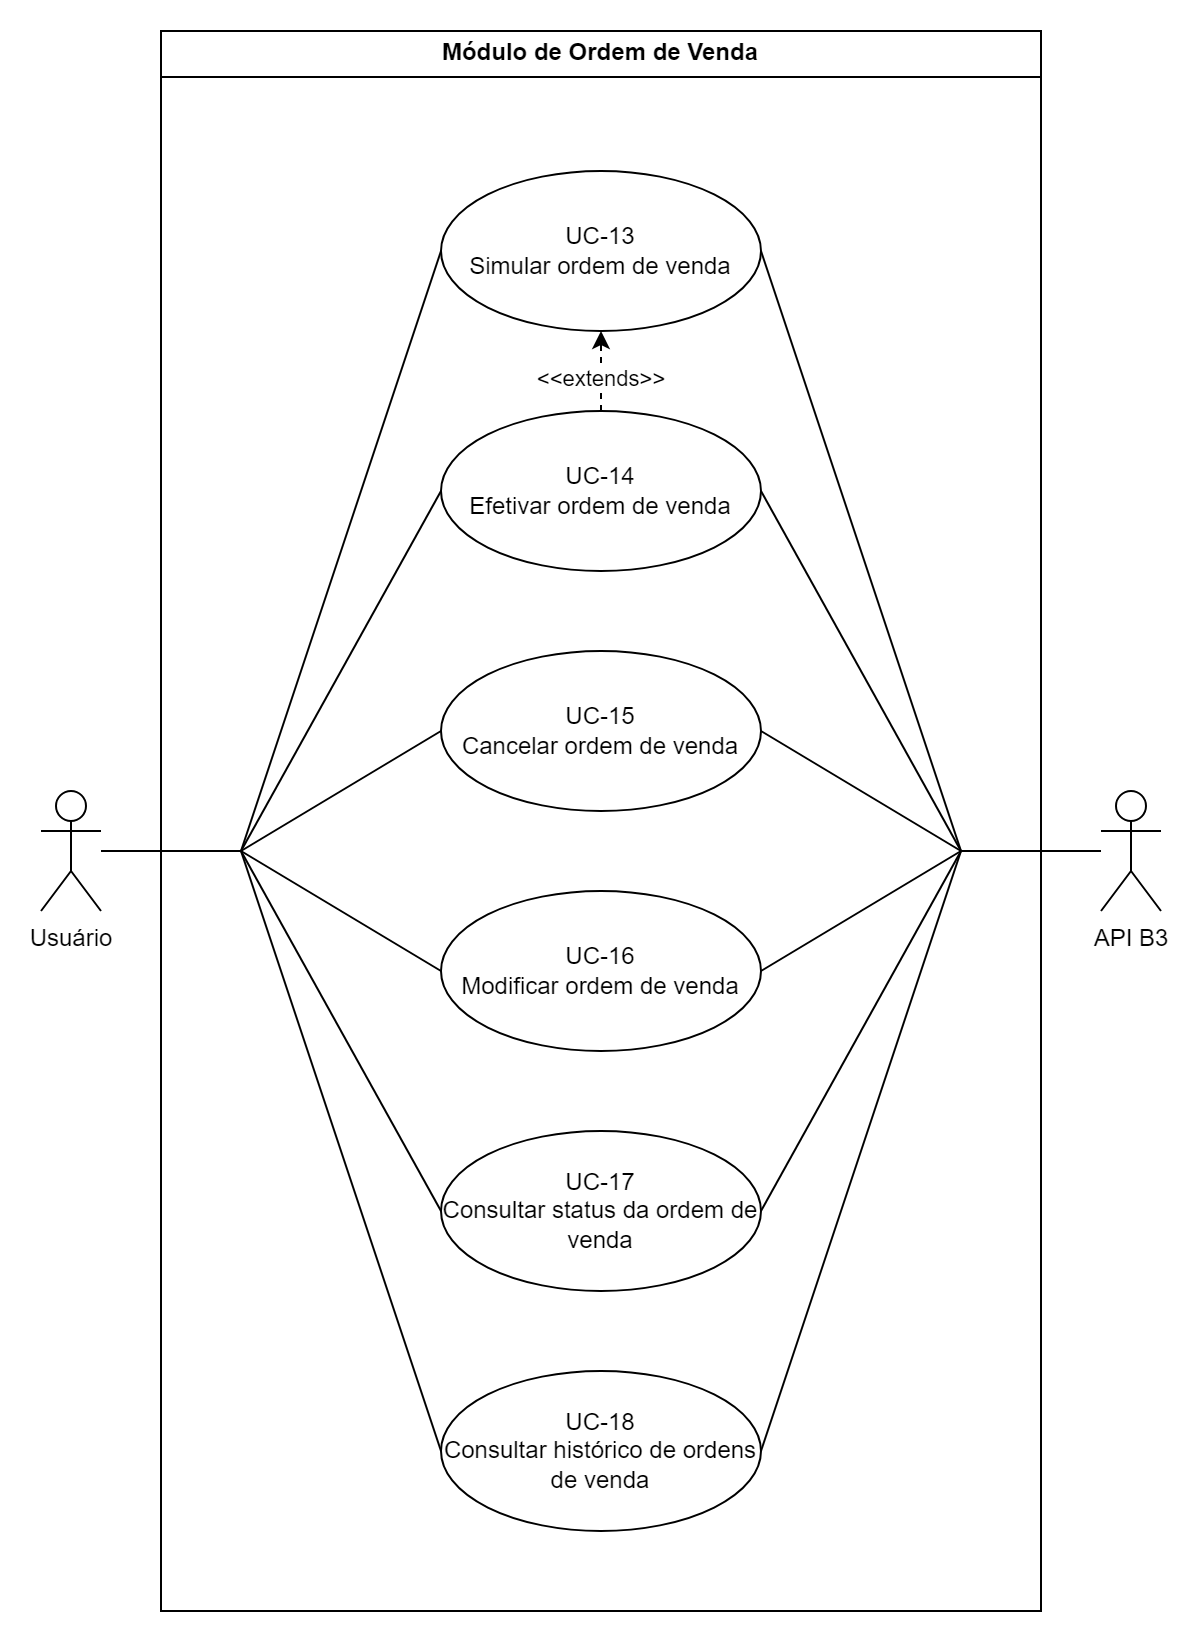 Módulo de Ordem de Venda
UC-13
Simular ordem de venda
<<extends>>
UC-14
Efetivar ordem de venda
UC-15
Cancelar ordem de venda
Usuário
API B3
UC-16
Modificar ordem de venda
UC-17
Consultar status da ordem de
venda
UC-18
Consultar histórico de ordens
de venda